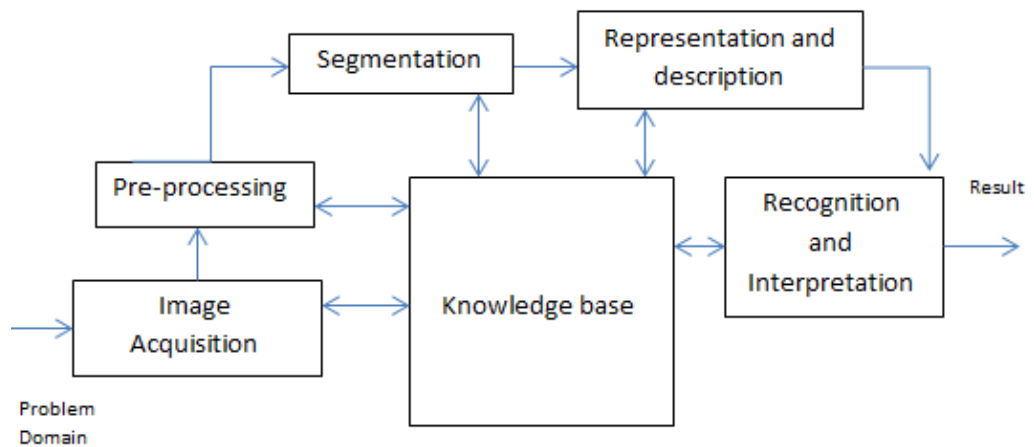 Segmentation
Representation and
description
Pre-processing
Recognition
and
Interpretation
Result
Image
Acquisition
Knowledge base
Problem
Domain